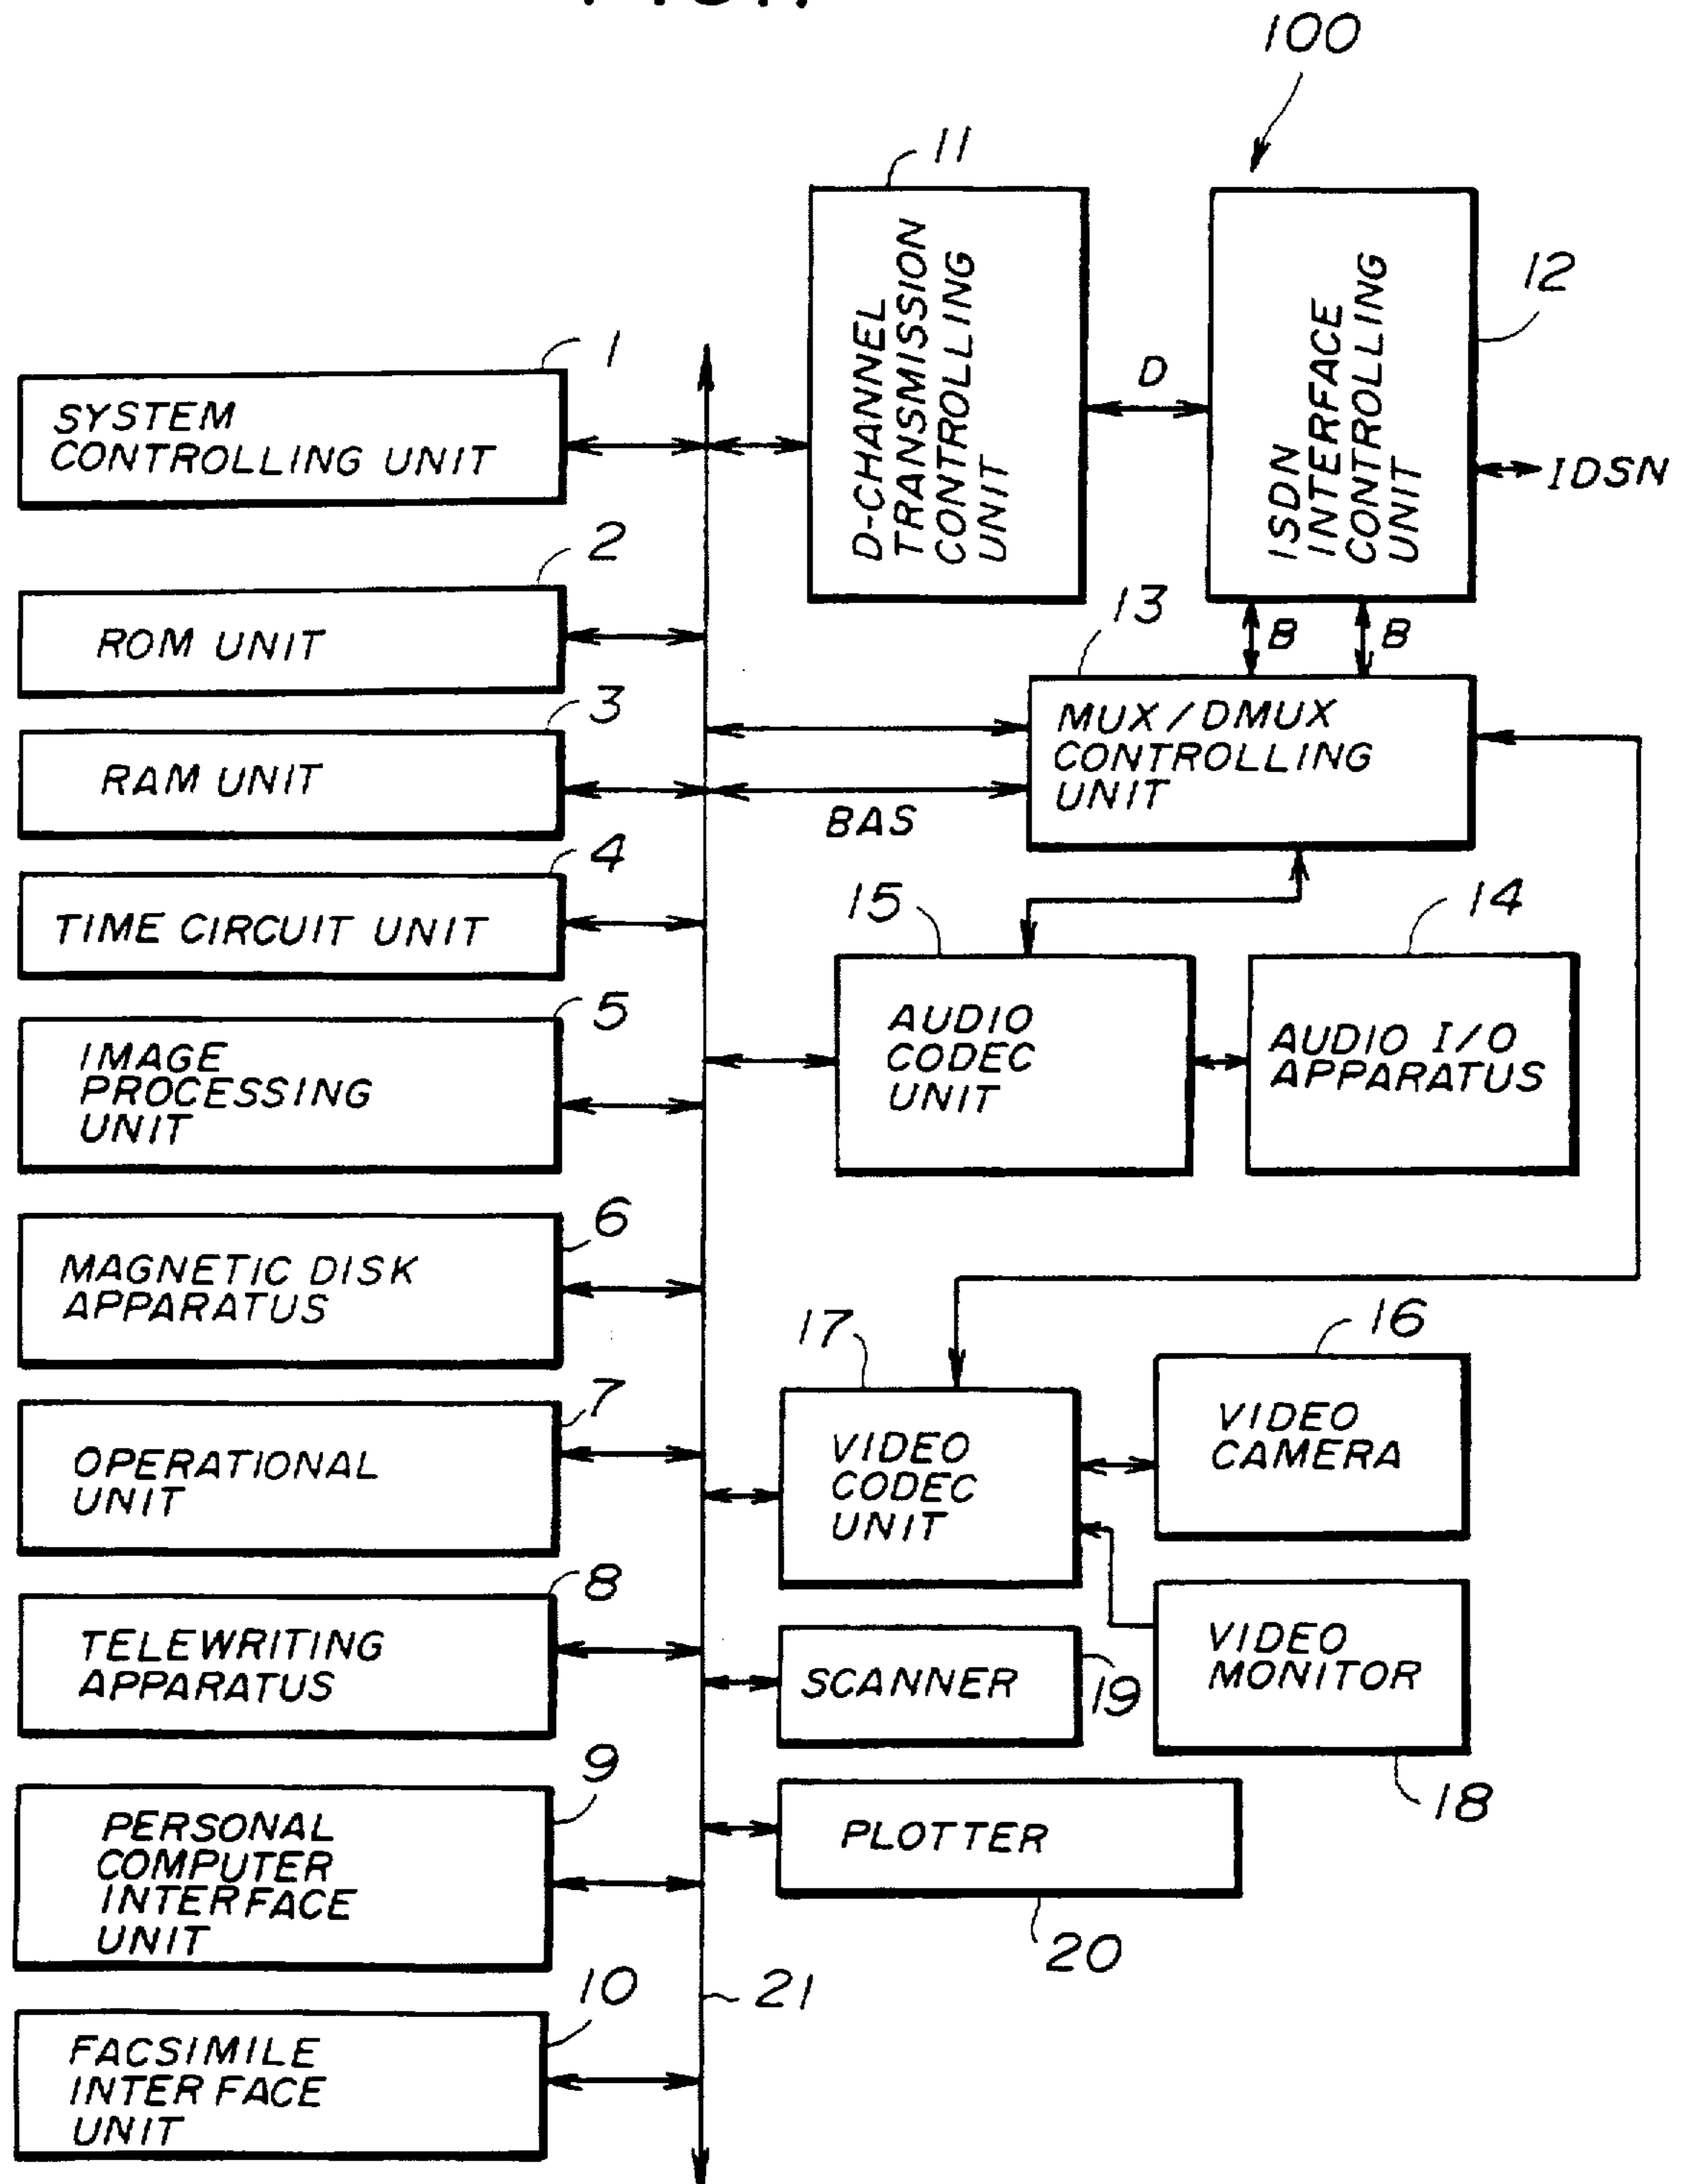 100
11
D-CHANNEL
TRANSMISSION
CONTROLLING
UNIT
12
ISDN
INTERFACE
CONTROLLING
UNIT
D
IDSN
1
SYSTEM
CONTROLLING UNIT
2
ROM UNIT
3
RAM UNIT
4
TIME CIRCUIT UNIT
5
IMAGE
PROCESSING
UNIT
6
MAGNETIC DISK
APPARATUS
7
OPERATIONAL
UNIT
8
TELEWRITING
APPARATUS
9
PERSONAL
COMPUTER
INTERFACE
UNIT
10
FACSIMILE
INTERFACE
UNIT
B
B
13
MUX/DMUX
CONTROLLING
UNIT
BAS
15
AUDIO
CODEC
UNIT
14
AUDIO I/O
APPARATUS
17
VIDEO
CODEC
UNIT
16
VIDEO
CAMERA
SCANNER
19
VIDEO
MONITOR
18
PLOTTER
20
21